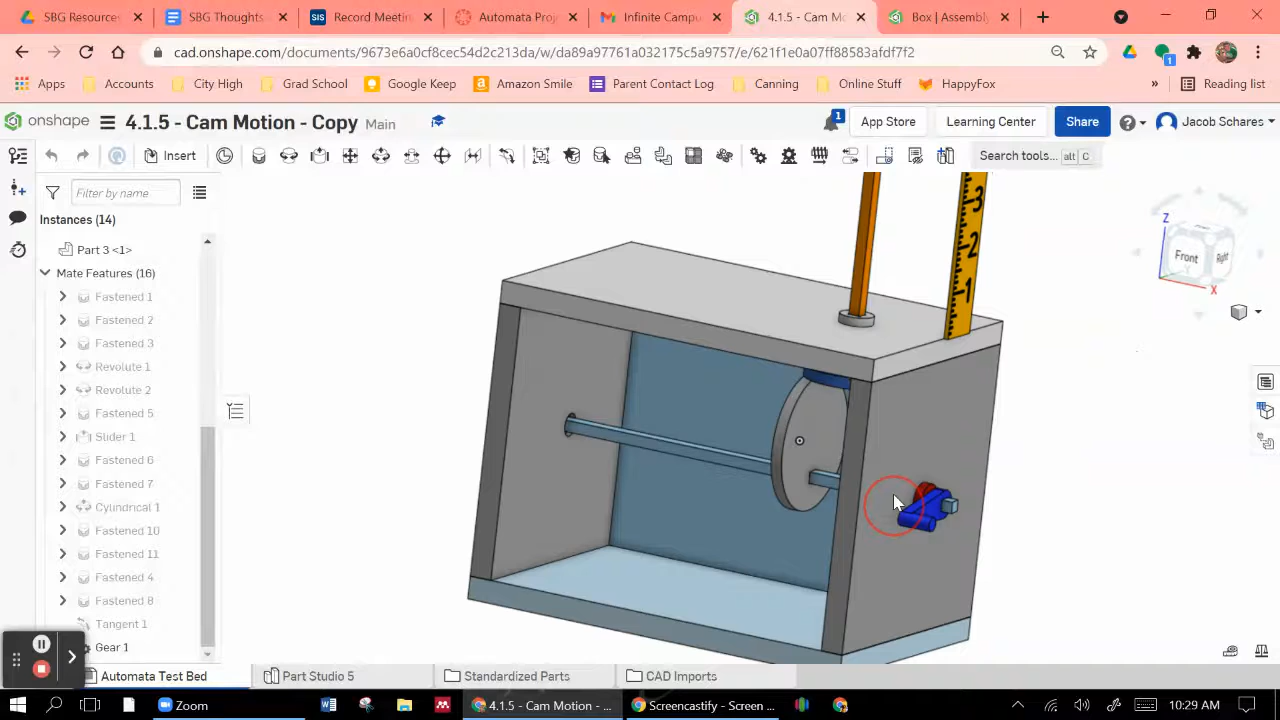 SBG Resources
SBG Thoughts
Record Meetin
Automata Proj
Infinite Campu
4.1.5 - Cam Mo
Box | Assembly
cad.onshape.com/documents/9673e6a0cf8cec54d2c213da/w/da89a97761a032175c5a9757/e/621f1e0a07ff88583afdf7f2
Apps
Accounts
City High
Grad School
Google Keep
Amazon Smile
Parent Contact Log
Canning
Online Stuff
HappyFox
»
Reading list
onshape
4.1.5 - Cam Motion - Copy
Main
1
App Store
Learning Center
Share
Jacob Schares
Insert
Search tools...
alt C
Filter by name
Instances (14)
Part 3 <1>
Mate Features (16)
Fastened 1
Fastened 2
Fastened 3
Revolute 1
Revolute 2
Fastened 5
Slider 1
Fastened 6
Fastened 7
Cylindrical 1
Fastened 10
Fastened 11
Fastened 4
Fastened 8
Tangent 1
Gear 1
3
2
1
Z
Front
Right
Y
X
Automata Test Bed
Part Studio 5
Standardized Parts
CAD Imports
Zoom
4.1.5 - Cam Motion - ...
Screencastify - Screen ...
10:29 AM